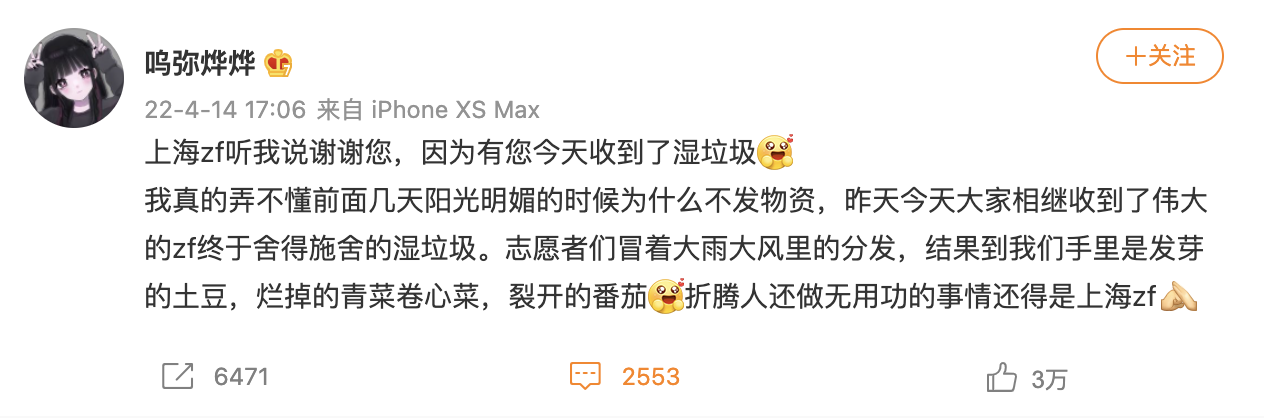 呜弥烨烨
+关注
22-4-14 17:06 来自 iPhone XS Max
上海zf听我说谢谢您，因为有您今天收到了湿垃圾
我真的弄不懂前面几天阳光明媚的时候为什么不发物资，昨天今天大家相继收到了伟大
的zf终于舍得施舍的湿垃圾。志愿者们冒着大雨大风里的分发，结果到我们手里是发芽
的土豆，烂掉的青菜卷心菜，裂开的番茄折腾人还做无用功的事情还得是上海zf
6471
2553
3万